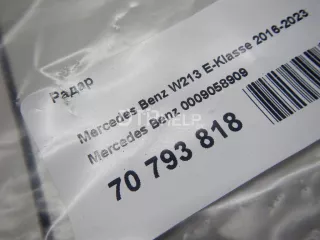 Радар
Mercedes Benz W213 E-Klasse 2016-2023
Mercedes Benz 0009058909
70 793 818